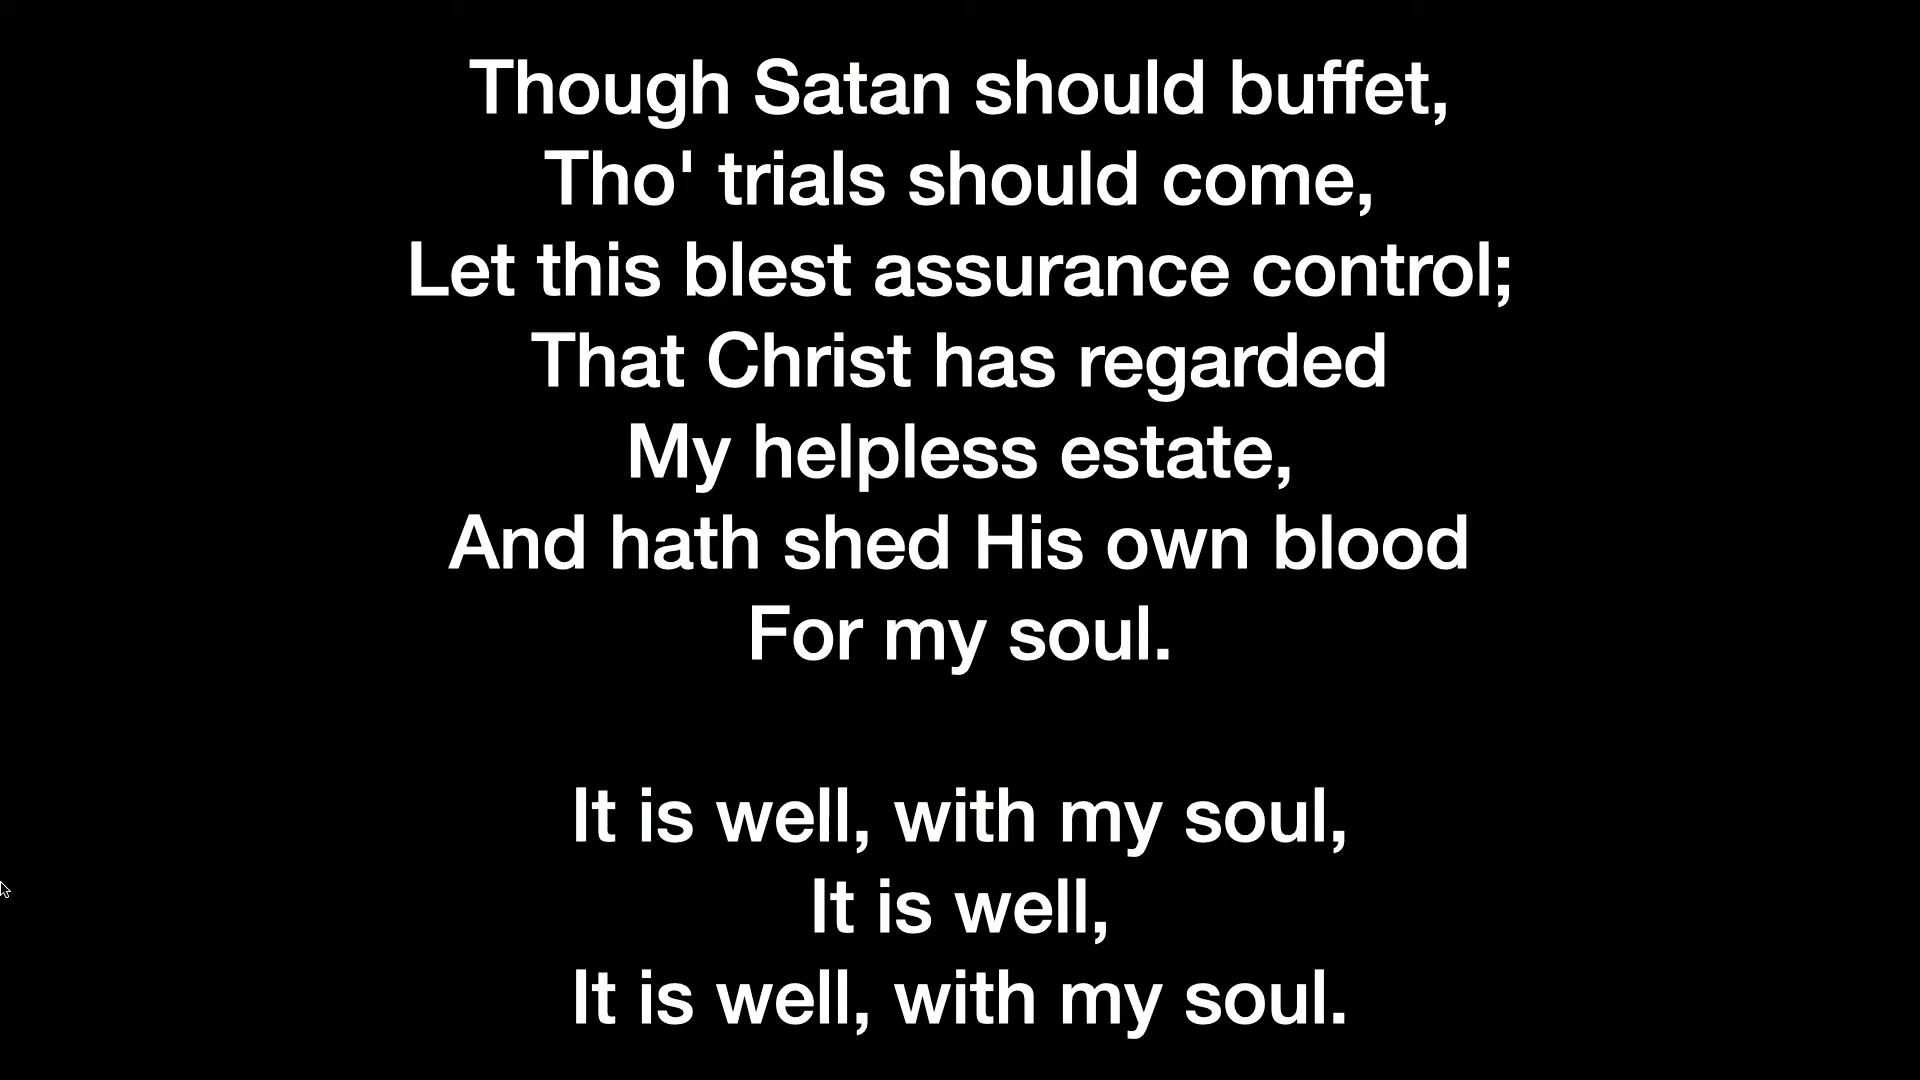 Though Satan should buffet,
Tho' trials should come,
Let this blest assurance control;
That Christ has regarded
My helpless estate,
And hath shed His own blood
For my soul.
It is well, with my soul,
It is well,
It is well, with my soul.